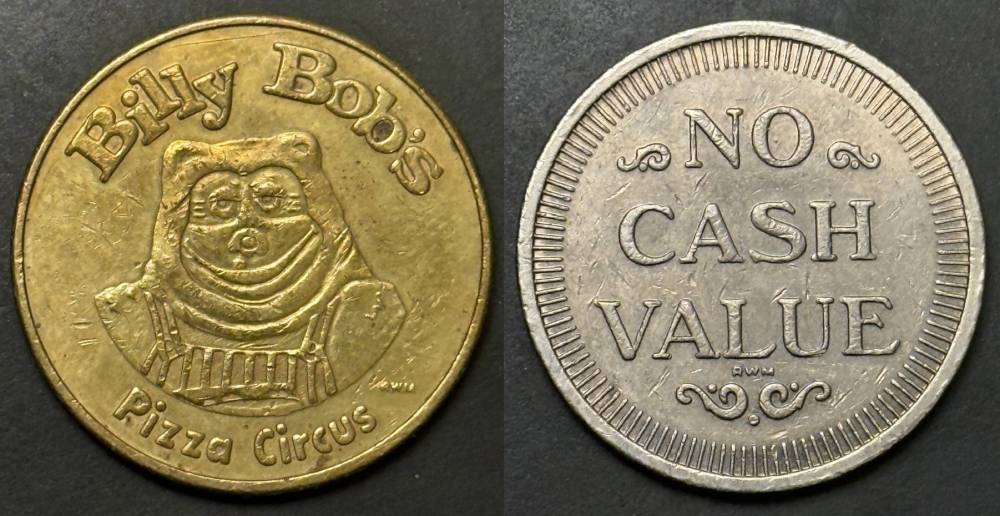 Billy Bob's
Pizza Circus
NO
CASH
VALUE
RWM